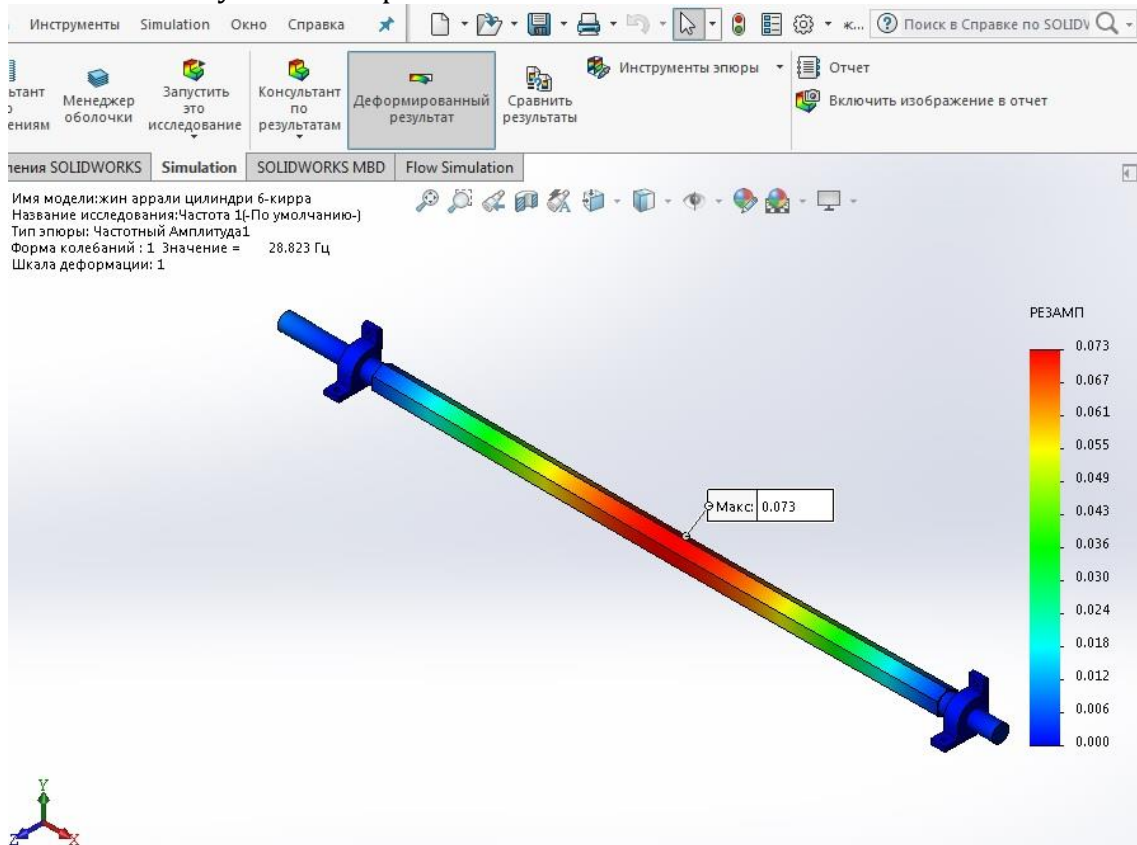 Инструменты Simulation Окно Справка
ж... Поиск в Справке по SOLIDV
Менеджер оболочки
Запустить это исследование
Консультант по результатам
Деформированный результат
Сравнить результаты
Инструменты эпюры
Отчет
Включить изображение в отчет
ления SOLIDWORKS Simulation SOLIDWORKS MBD Flow Simulation
Имя модели:жин аррали цилиндри 6-кирра
Название исследования:Частота 1(-По умолчанию-)
Тип эпюры: Частотный Амплитуда1
Форма колебаний : 1 Значение = 28.823 Гц
Шкала деформации: 1
РЕЗАМП
0.073
0.067
0.061
0.055
0.049
0.043
0.036
0.030
0.024
0.018
0.012
0.006
0.000
Макс: 0.073
Y
Z X